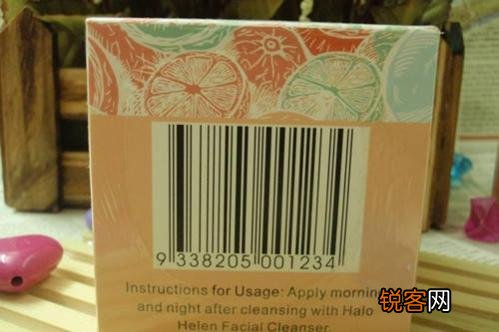 9 338205 001234
Instructions for Usage: Apply morning
and night after cleansing with Halo
Helen Facial Cleanser.
锐客网